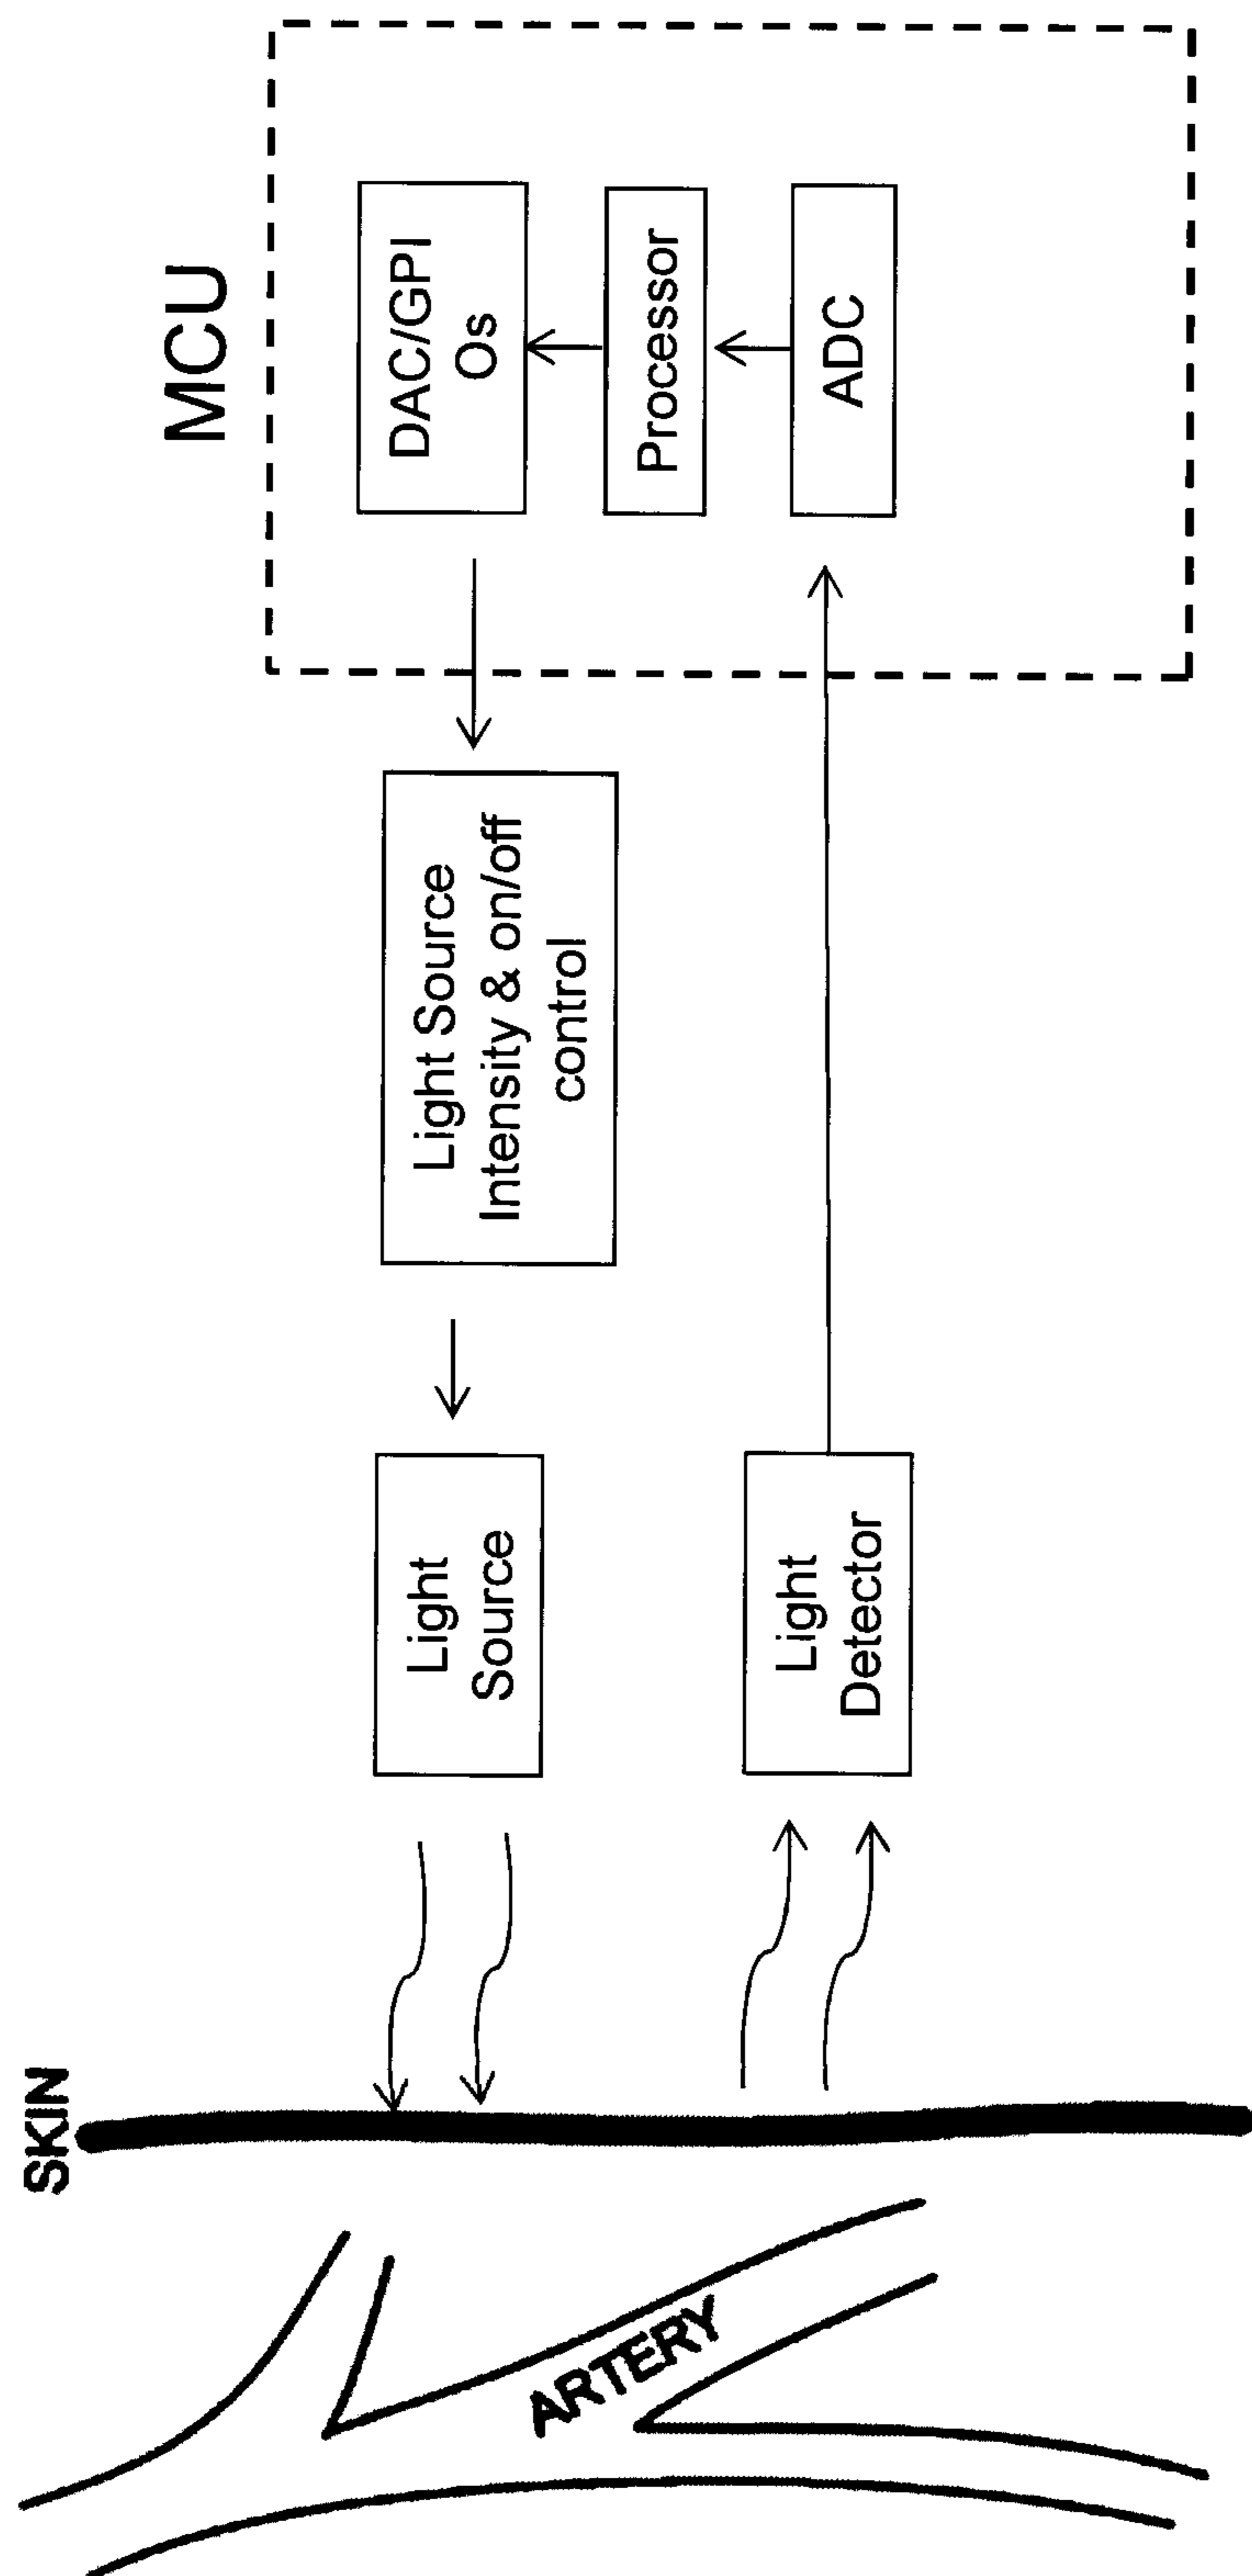 MCU
DAC/GPI
Os
Processor
ADC
Light Source
Intensity & on/off
control
Light
Source
Light
Detector
SKIN
ARTERY